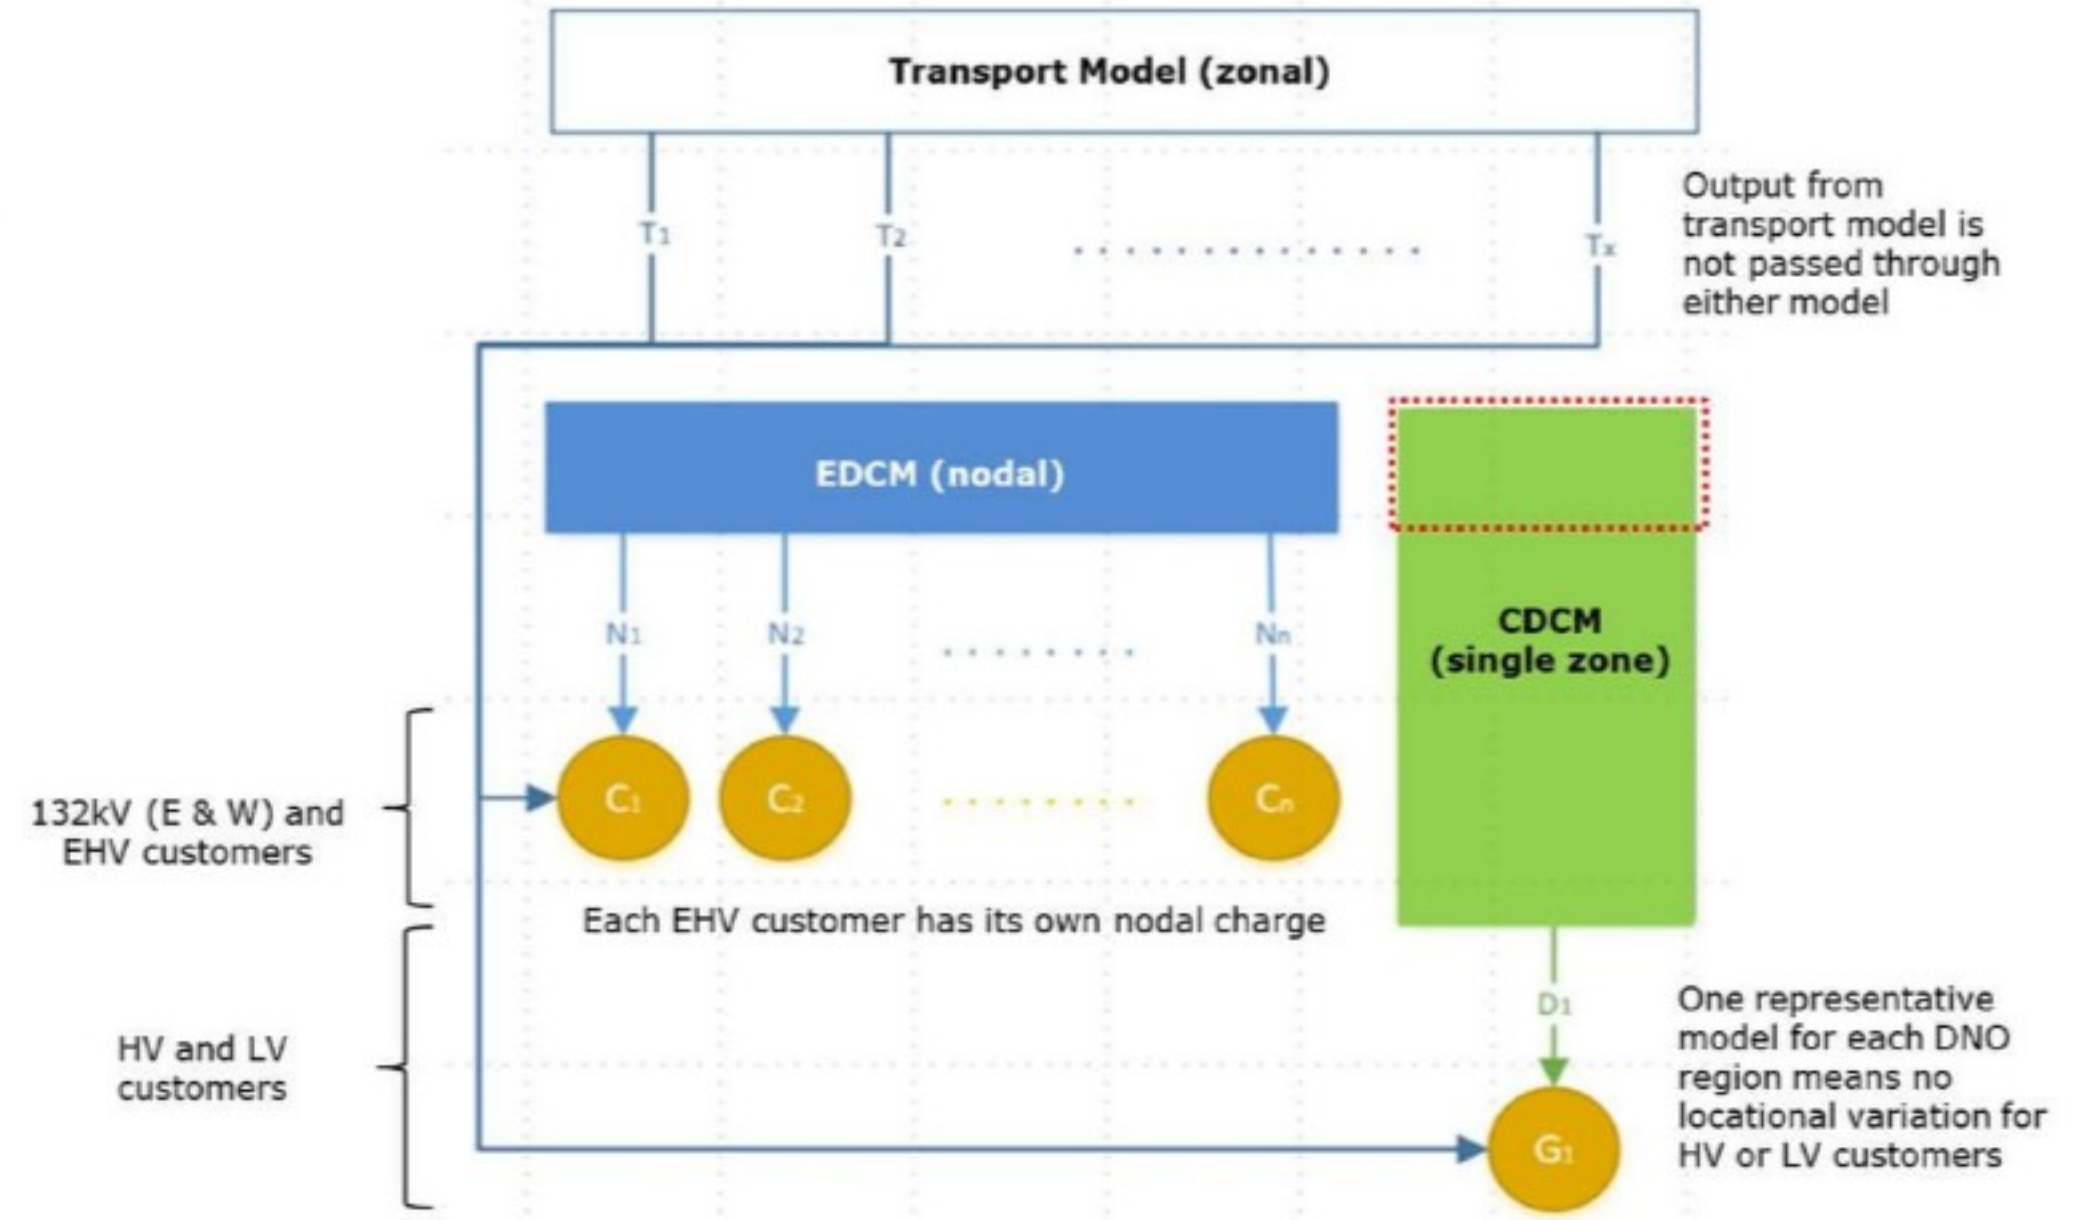 Transport Model (zonal)
T1
T2
Tx
Output from
transport model is
not passed through
either model
EDCM (nodal)
N1
N2
Nn
CDCM
(single zone)
132kV (E & W) and
EHV customers
C1
C2
Cn
Each EHV customer has its own nodal charge
HV and LV
customers
D1
One representative
model for each DNO
region means no
locational variation for
HV or LV customers
G1